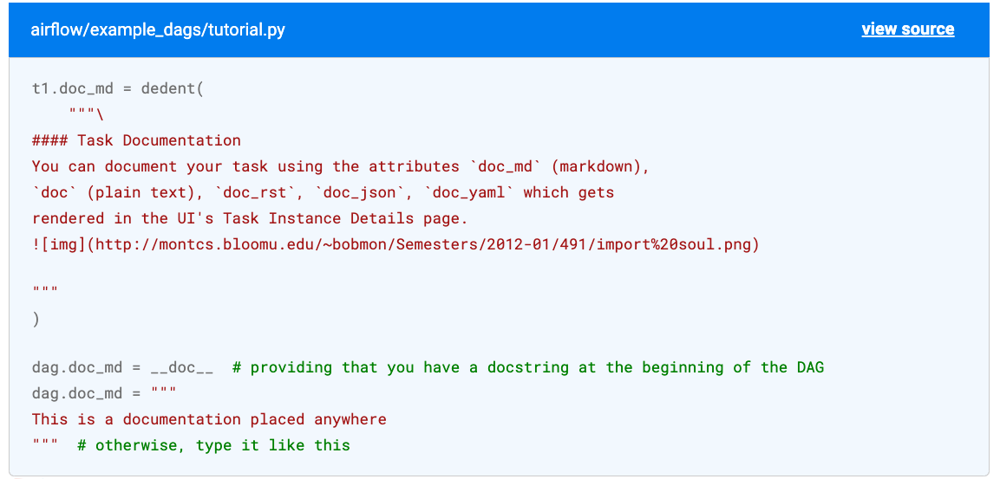 airflow/example_dags/tutorial.py view source
t1.doc_md = dedent(
    """\
#### Task Documentation
You can document your task using the attributes `doc_md` (markdown),
`doc` (plain text), `doc_rst`, `doc_json`, `doc_yaml` which gets
rendered in the UI's Task Instance Details page.
![img](http://montcs.bloomu.edu/~bobmon/Semesters/2012-01/491/import%20soul.png)
"""
)
dag.doc_md = __doc__  # providing that you have a docstring at the beginning of the DAG
dag.doc_md = """
This is a documentation placed anywhere
"""  # otherwise, type it like this